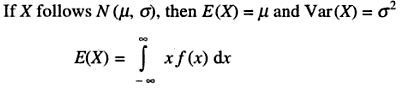 If X follows N (μ, σ), then E(X) = μ and Var(X) = σ²
E(X) = ∫_{-∞}^{∞} x f(x) dx